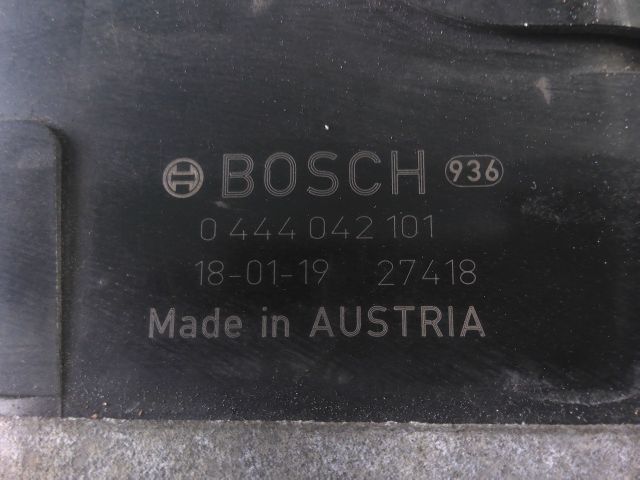 BOSCH 936
0 444 042 101
18-01-19 27418
Made in AUSTRIA